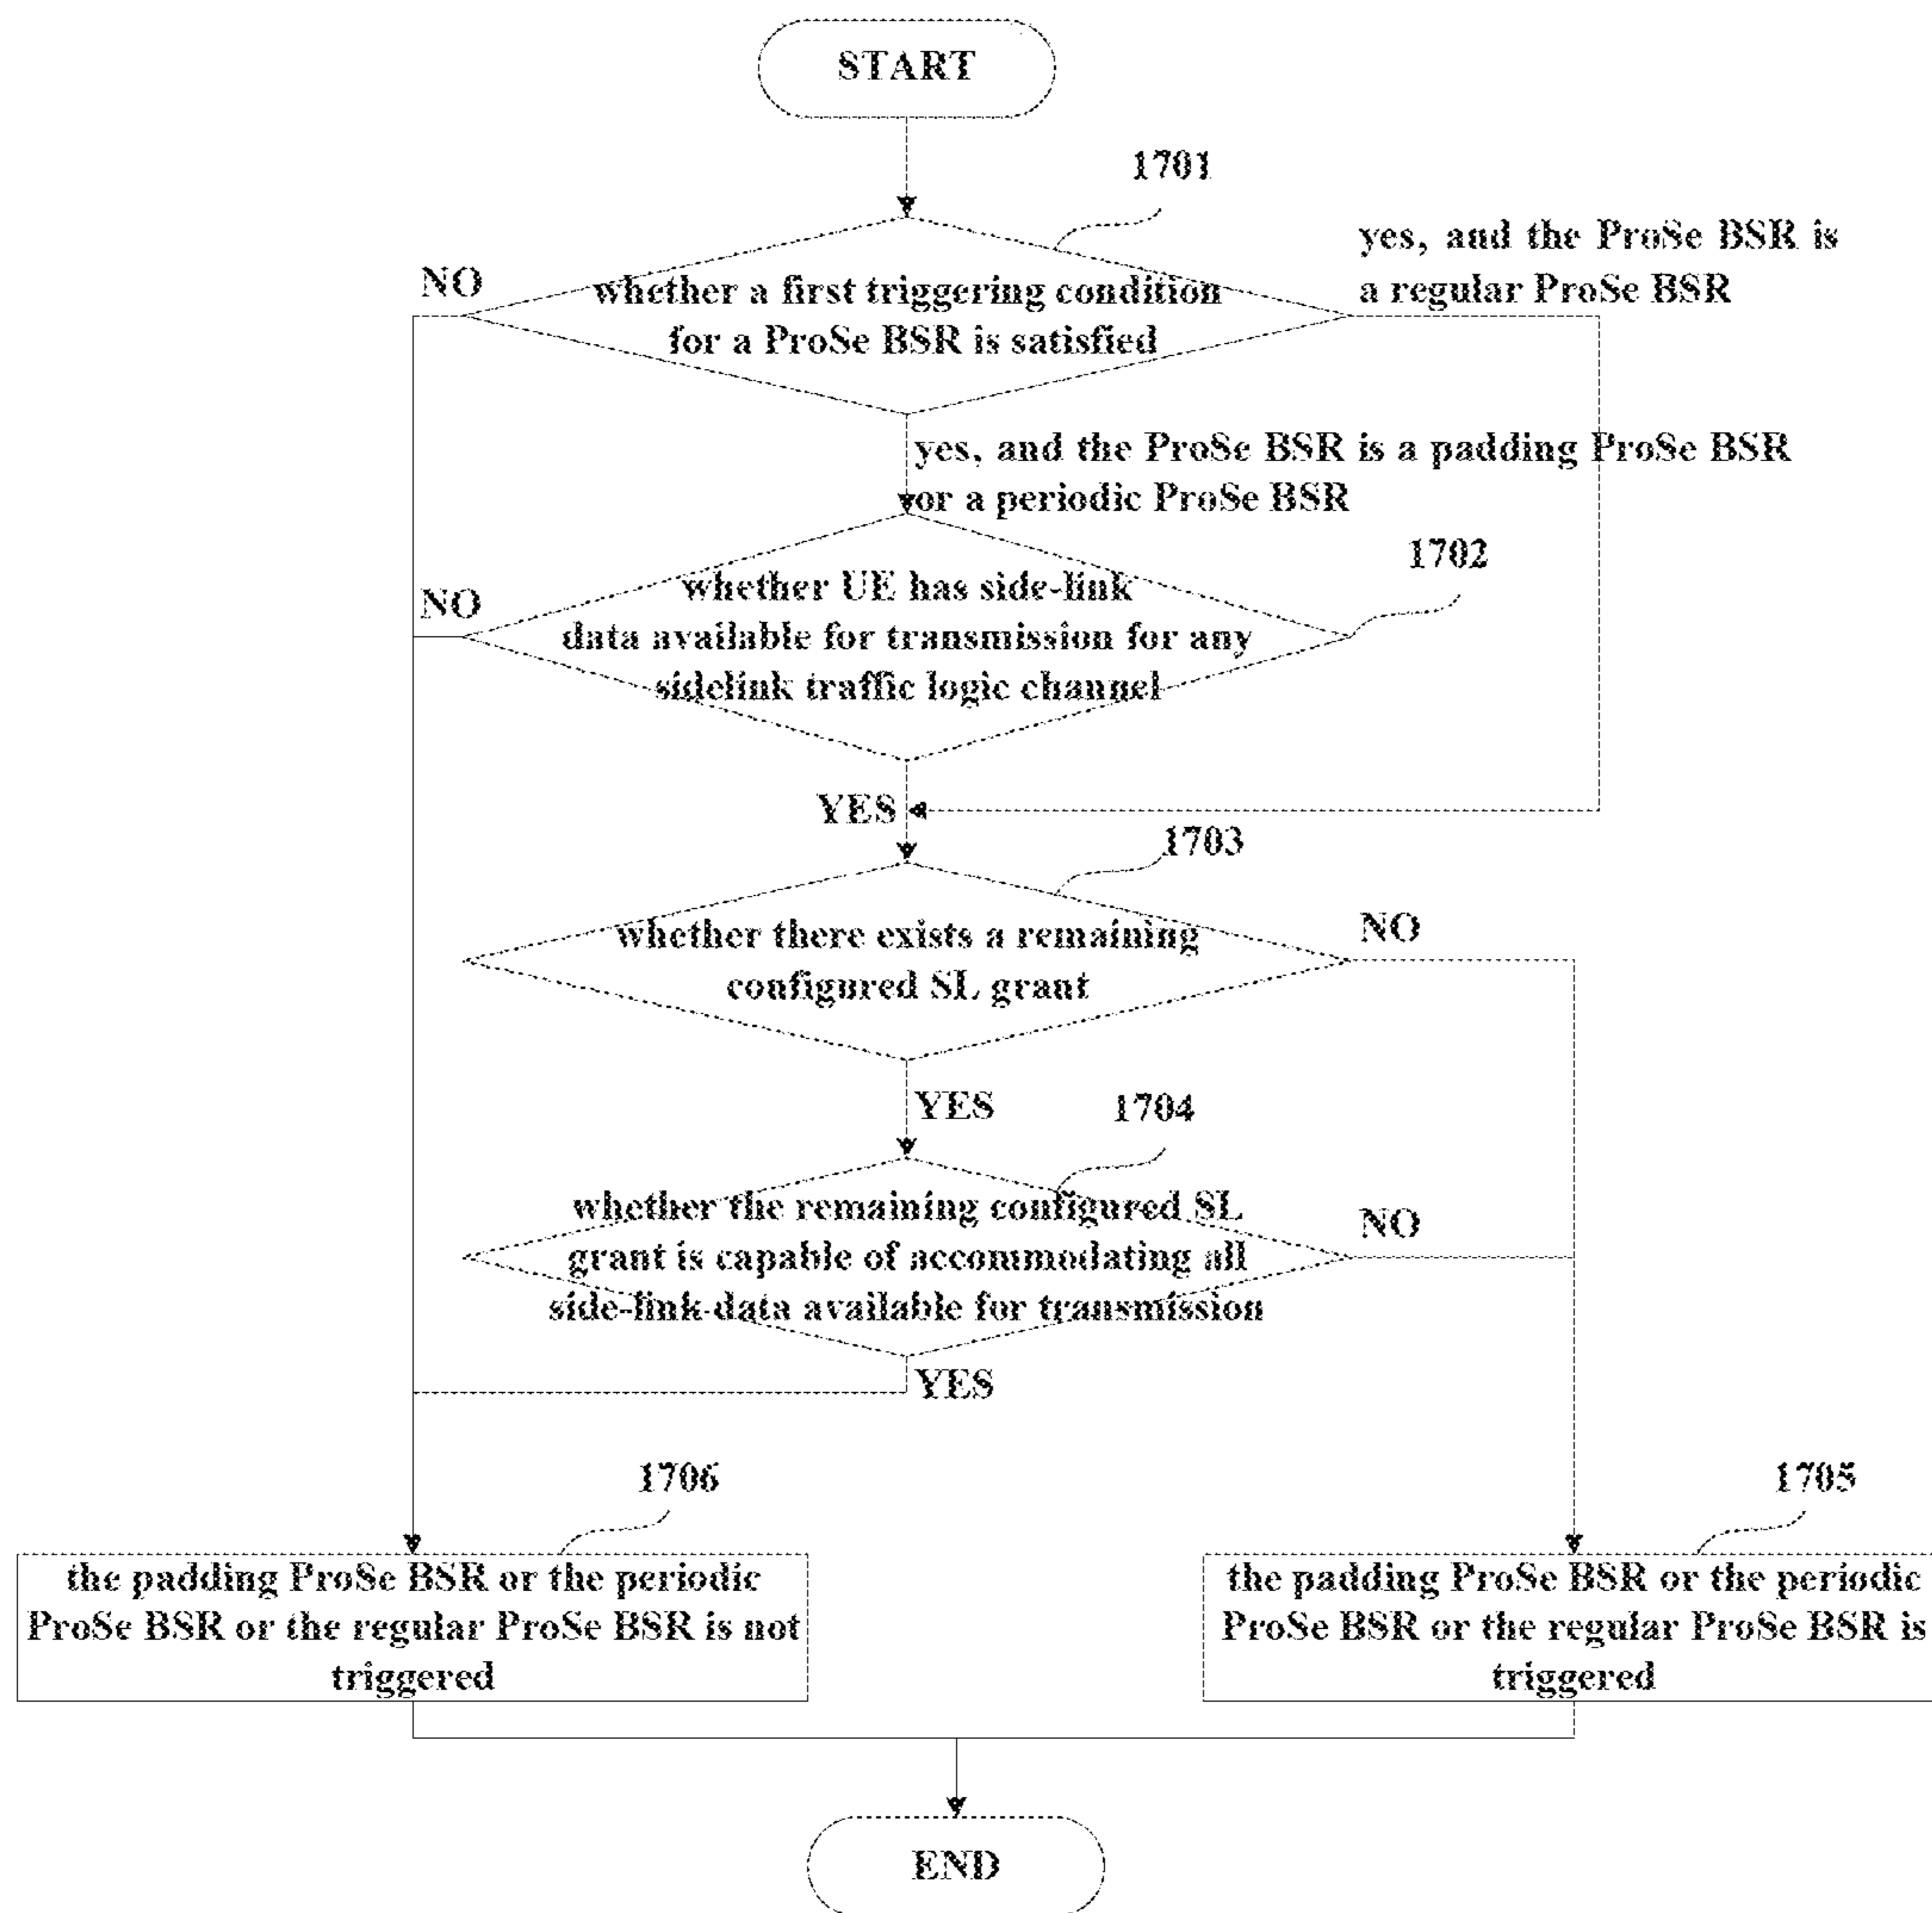 START
1701
yes, and the ProSe BSR is
a regular ProSe BSR
NO
whether a first triggering condition
for a ProSe BSR is satisfied
yes, and the ProSe BSR is a padding ProSe BSR
or a periodic ProSe BSR
1702
NO
whether UE has side-link
data available for transmission for any
sidelink traffic logic channel
YES
1703
whether there exists a remaining
configured SL grant
NO
YES
1704
whether the remaining configured SL
grant is capable of accommodating all
side-link data available for transmission
NO
YES
1706
1705
the padding ProSe BSR or the periodic
ProSe BSR or the regular ProSe BSR is not
triggered
the padding ProSe BSR or the periodic
ProSe BSR or the regular ProSe BSR is
triggered
END